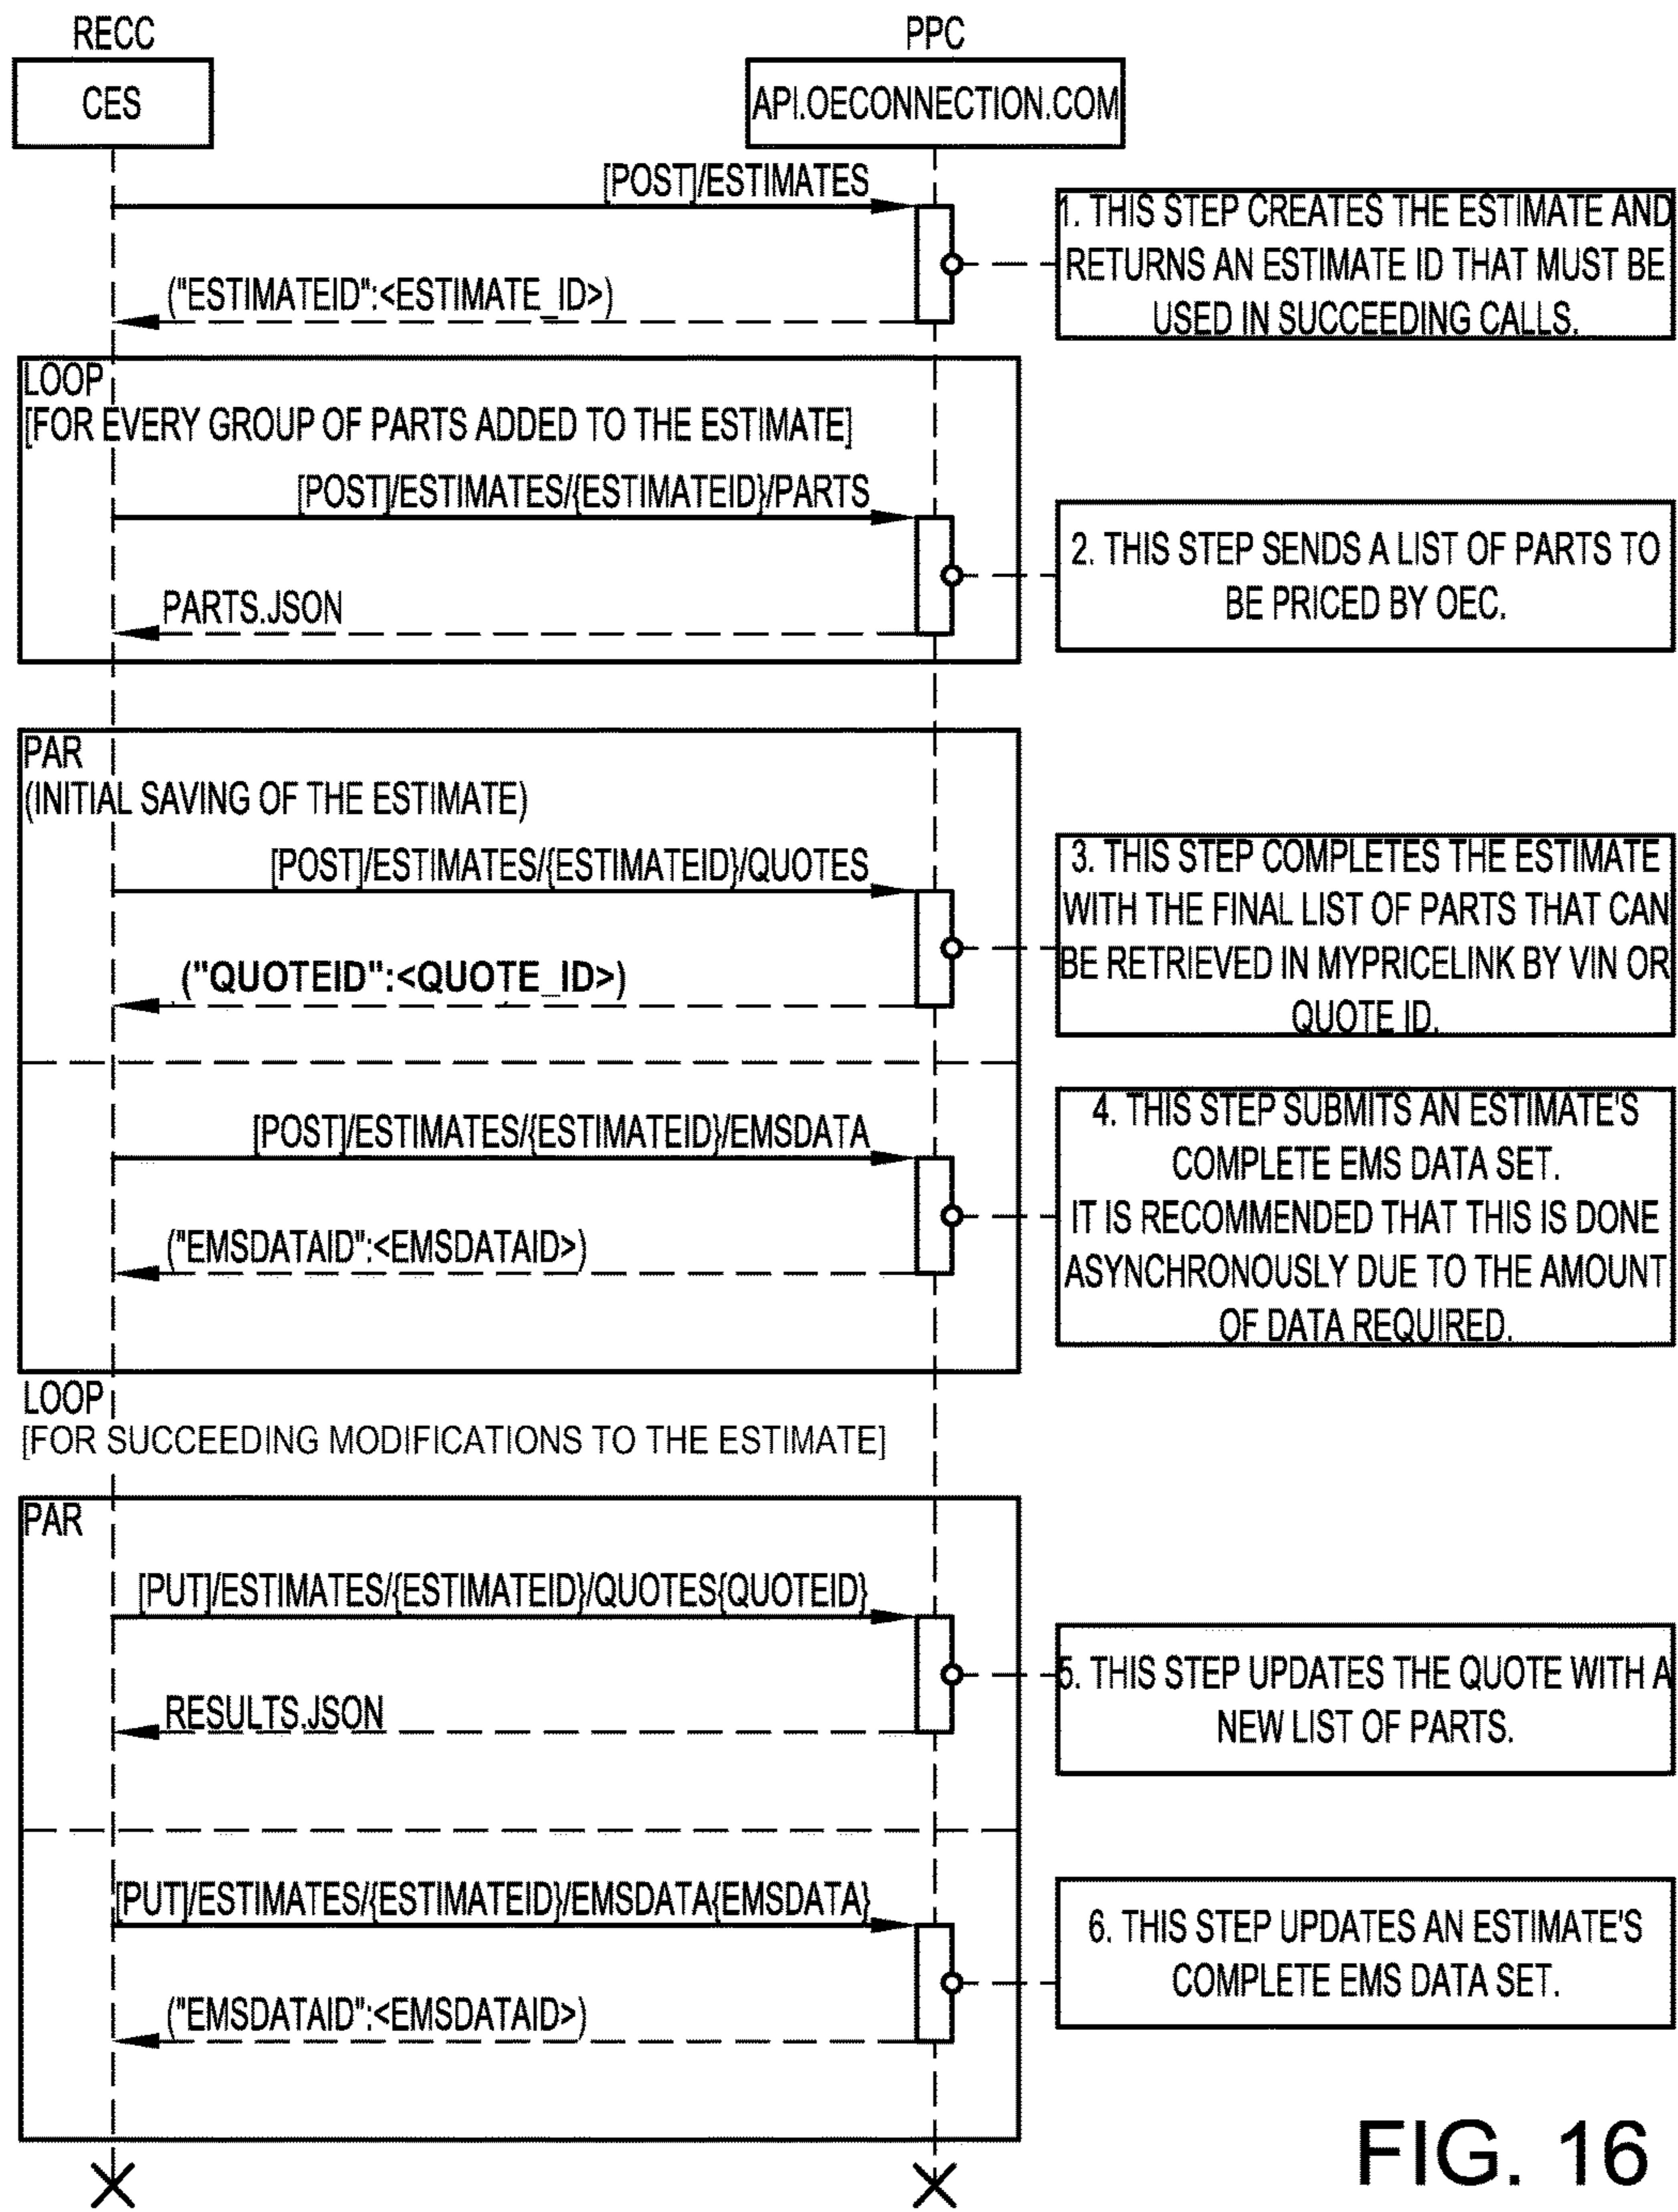 RECC
PPC
CES
API.OECONNECTION.COM
[POST]/ESTIMATES
1. THIS STEP CREATES THE ESTIMATE AND
RETURNS AN ESTIMATE ID THAT MUST BE
USED IN SUCCEEDING CALLS.
("ESTIMATEID":<ESTIMATE_ID>)
LOOP
[FOR EVERY GROUP OF PARTS ADDED TO THE ESTIMATE]
[POST]/ESTIMATES/{ESTIMATEID}/PARTS
2. THIS STEP SENDS A LIST OF PARTS TO
BE PRICED BY OEC.
PARTS.JSON
PAR
(INITIAL SAVING OF THE ESTIMATE)
[POST]/ESTIMATES/{ESTIMATEID}/QUOTES
3. THIS STEP COMPLETES THE ESTIMATE
WITH THE FINAL LIST OF PARTS THAT CAN
BE RETRIEVED IN MYPRICELINK BY VIN OR
QUOTE ID.
("QUOTEID":<QUOTE_ID>)
[POST]/ESTIMATES/{ESTIMATEID}/EMSDATA
4. THIS STEP SUBMITS AN ESTIMATE'S
COMPLETE EMS DATA SET.
IT IS RECOMMENDED THAT THIS IS DONE
ASYNCHRONOUSLY DUE TO THE AMOUNT
OF DATA REQUIRED.
("EMSDATAID":<EMSDATAID>)
LOOP
[FOR SUCCEEDING MODIFICATIONS TO THE ESTIMATE]
PAR
[PUT]/ESTIMATES/{ESTIMATEID}/QUOTES{QUOTEID}
5. THIS STEP UPDATES THE QUOTE WITH A
NEW LIST OF PARTS.
RESULTS.JSON
[PUT]/ESTIMATES/{ESTIMATEID}/EMSDATA{EMSDATA}
6. THIS STEP UPDATES AN ESTIMATE'S
COMPLETE EMS DATA SET.
("EMSDATAID":<EMSDATAID>)
FIG. 16